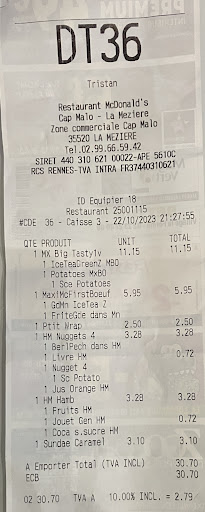 DT36
Tristan
Restaurant McDonald's
Cap Malo - La Meziere
Zone commerciale Cap Malo
35520 LA MEZIERE
Tel.02.99.66.59.42
SIRET 440 310 621 00022-APE 5610C
RCS RENNES-TVA INTRA FR37440310621
ID Equipier 18
Restaurant 25001115
#CDE 36 - Caisse 3 - 22/10/2023 21:27:55
QTE PRODUIT UNIT TOTAL
1 MX Big Tasty1v 11.15 11.15
1 IceTeaGreenZ MBO
1 Potatoes MxBO
1 Sce Potatoes
1 MaxiMcFirstBoeuf 5.95 5.95
1 GdMn IceTea Z
1 FriteGde dans Mn
1 Ptit Wrap 2.50 2.50
1 HM Nuggets 4 3.28 3.28
1 BerlPech dans HM
1 Livre HM 0.72
1 Nugget 4
1 Sc Potato
1 Jus Orange HM
1 HM Hamb 3.28 3.28
1 Fruits HM
1 Jouet Gen HM 0.72
1 Coca s.sucre HM
1 Sundae Caramel 3.10 3.10
A Emporter Total (TVA INCL) 30.70
ECB 30.70
02 30.70 TVA A 10.00% INCL. = 2.79